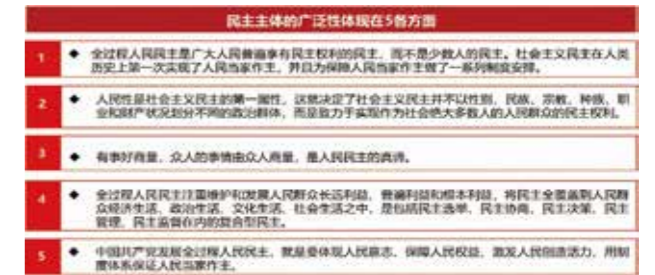 民主主体的广泛性体现在5各方面
1
◆ 全过程人民民主是广大人民普遍享有民主权利的民主，而不是少数人的民主。社会主义民主在人类
历史上第一次实现了人民当家作主，并且为保障人民当家作主做了一系列制度安排。
2
◆ 人民性是社会主义民主的第一属性，这就决定了社会主义民主并不以性别、民族、宗教、种族、职
业和财产状况划分不同的政治群体，而是致力于实现作为社会绝大多数人的人民群众的民主权利。
3
◆ 有事好商量，众人的事情由众人商量，是人民民主的真谛。
4
◆ 全过程人民民主注重维护和发展人民群众长远利益、普遍利益和根本利益，将民主全覆盖到人民群
众经济生活、政治生活、文化生活、社会生活之中，是包括民主选举、民主协商、民主决策、民主
管理、民主监督在内的复合型民主。
5
◆ 中国共产党发展全过程人民民主，就是要体现人民意志、保障人民权益、激发人民创造活力，用制
度体系保证人民当家作主。